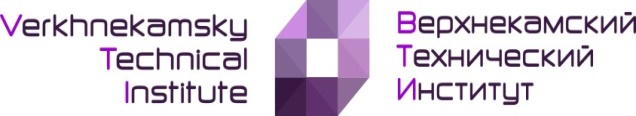 Verkhnekamsky
Technical
Institute
Верхнекамский
Технический
Институт